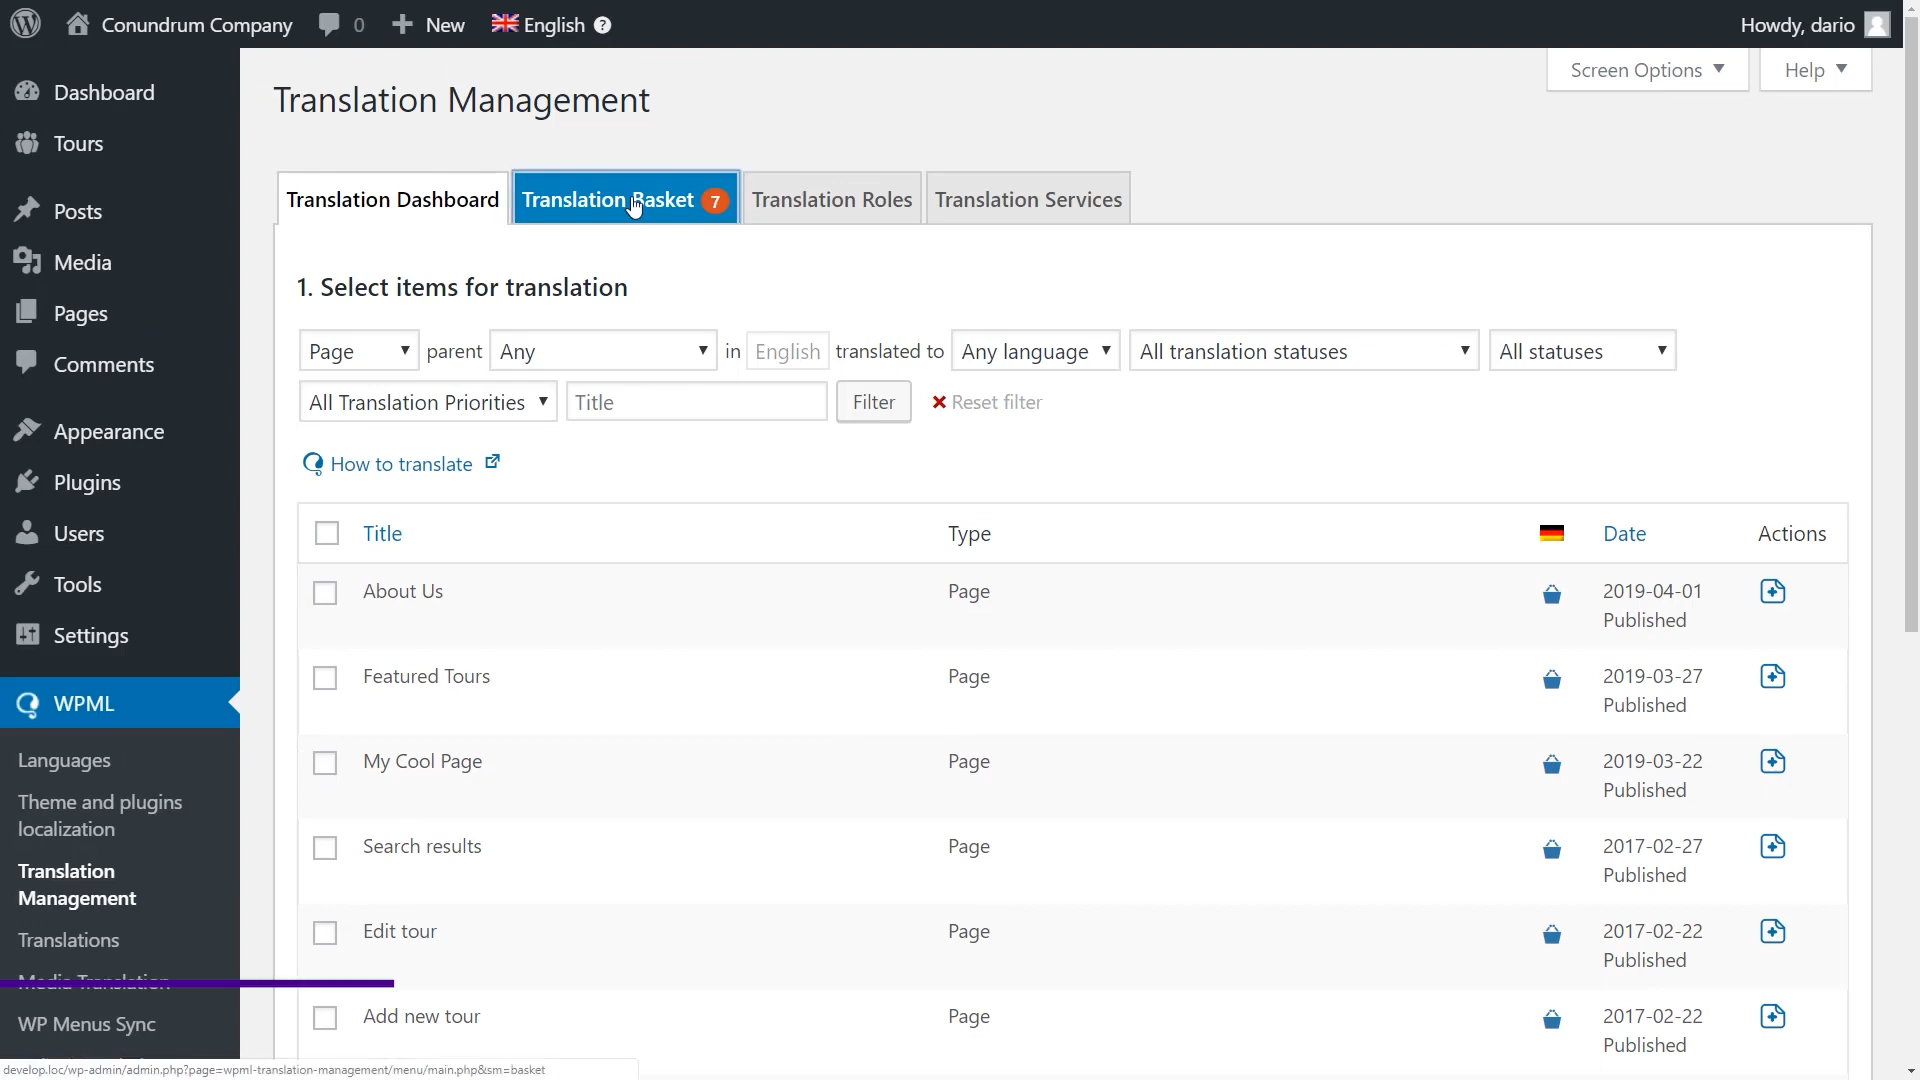 Conundrum Company 0 New English ? Howdy, dario
Screen Options Help
Dashboard
Tours
Posts
Media
Pages
Comments
Appearance
Plugins
Users
Tools
Settings
WPML
Languages
Theme and plugins
localization
Translation
Management
Translations
Media Translation
WP Menus Sync
Translation Management
Translation Dashboard Translation Basket 7 Translation Roles Translation Services
1. Select items for translation
Page parent Any in English translated to Any language All translation statuses All statuses
All Translation Priorities Title Filter Reset filter
How to translate
Title Type Date Actions
About Us Page 2019-04-01
Published
Featured Tours Page 2019-03-27
Published
My Cool Page Page 2019-03-22
Published
Search results Page 2017-02-27
Published
Edit tour Page 2017-02-22
Published
Add new tour Page 2017-02-22
Published
develop.loc/wp-admin/admin.php?page=wpml-translation-management/menu/main.php&sm=basket